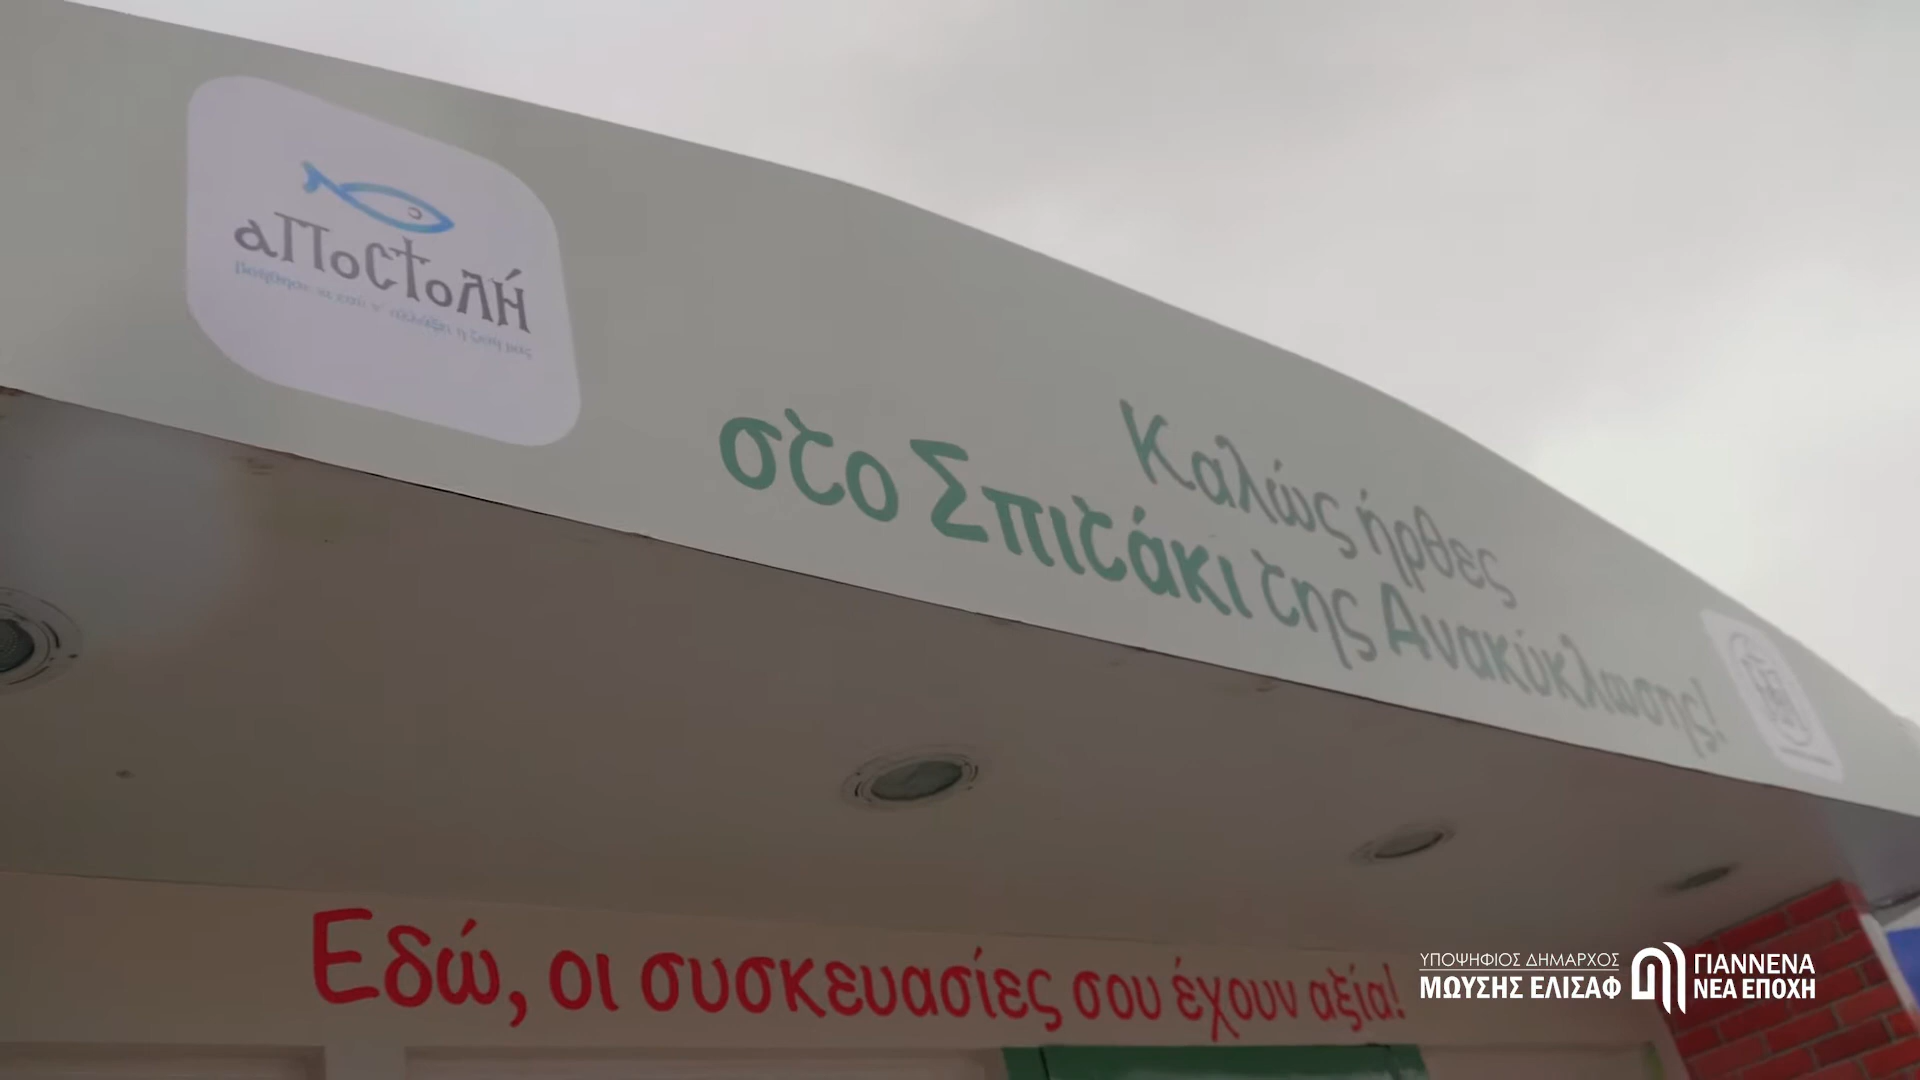 αποστολή
Καλώς ήρθες
στο Σπιτάκι της Ανακύκλωσης!
Εδώ, οι συσκευασίες σου έχουν αξία!
ΥΠΟΨΗΦΙΟΣ ΔΗΜΑΡΧΟΣ
ΜΩΥΣΗΣ ΕΛΙΣΑΦ
ΓΙΑΝΝΕΝΑ
ΝΕΑ ΕΠΟΧΗ